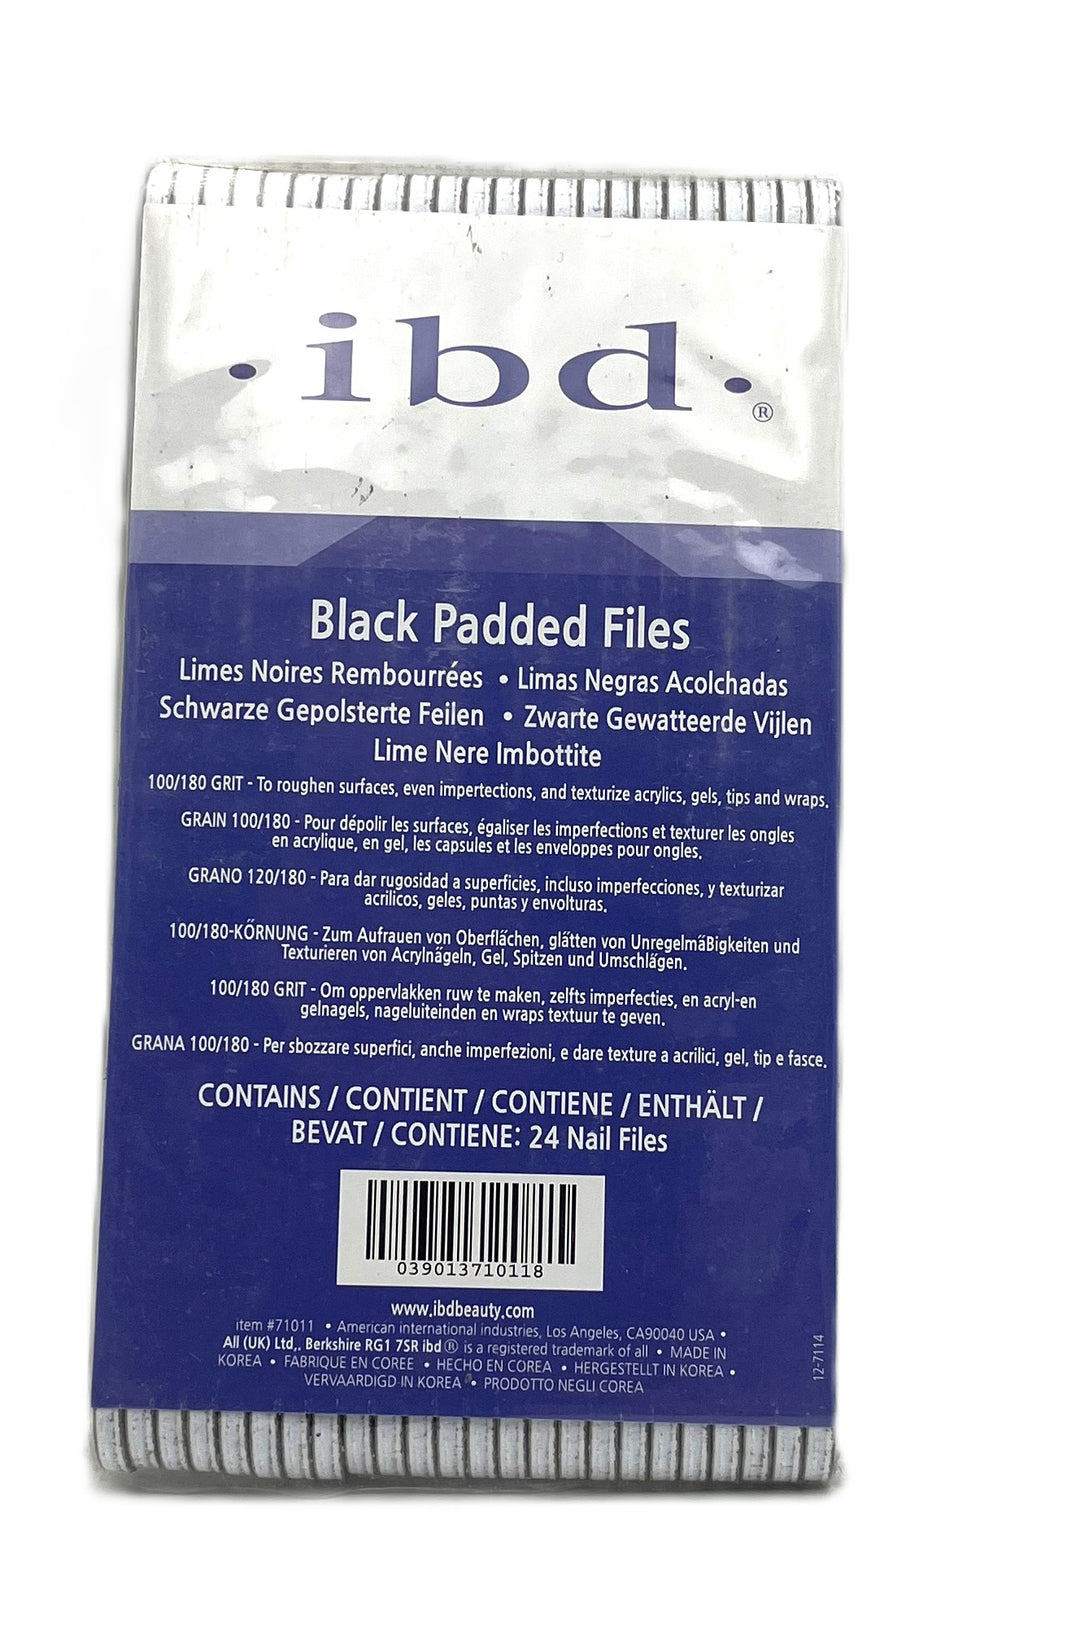 • ibd • ®
Black Padded Files
Limes Noires Rembourrées • Limas Negras Acolchadas
Schwarze Gepolsterte Feilen • Zwarte Gewatteerde Vijlen
Lime Nere Imbottite
100/180 GRIT - To roughen surfaces, even impertections, and texturize acrylics, gels, tips and wraps.
GRAIN 100/180 - Pour dépolir les surfaces, égaliser les imperfections et texturer les ongles
en acrylique, en gel, les capsules et les enveloppes pour ongles.
GRANO 120/180 - Para dar rugosidad a superficies, incluso imperfecciones, y texturizar
acrilicos, geles, puntas y envolturas.
100/180-KŐRNUNG - Zum Aufrauen von Oberflächen, glätten von UnregelmäBigkeiten und
Texturieren von Acrylnägeln, Gel, Spitzen und Umschlägen.
100/180 GRIT - Om oppervlakken ruw te maken, zelfts imperfecties, en acryl-en
gelnagels, nageluiteinden en wraps textuur te geven.
GRANA 100/180 - Per sbozzare superfici, anche imperfezioni, e dare texture a acrilici, gel, tip e fasce.
CONTAINS / CONTIENT / CONTIENE / ENTHÄLT /
BEVAT / CONTIENE: 24 Nail Files
039013710118
www.ibdbeauty.com
item #71011 • American international industries, Los Angeles, CA90040 USA •
All (UK) Ltd,. Berkshire RG1 7SR ibd ® is a registered trademark of all • MADE IN
KOREA • FABRIQUE EN COREE • HECHO EN COREA • HERGESTELLT IN KOREA •
VERVAARDIGD IN KOREA • PRODOTTO NEGLI COREA
12-7114